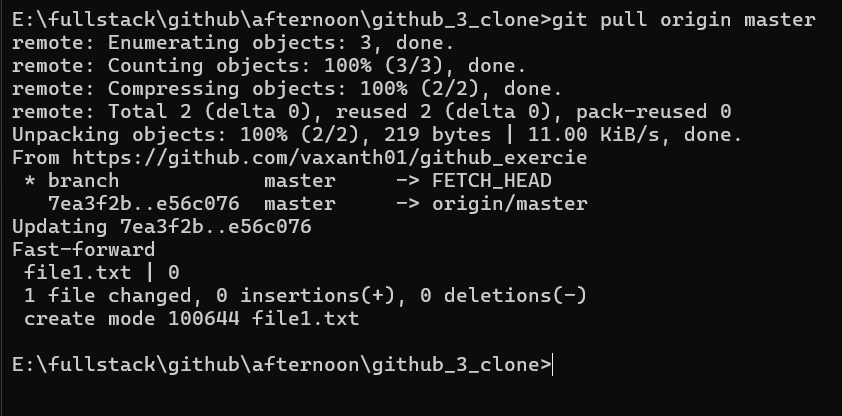 E:\fullstack\github\afternoon\github_3_clone>git pull origin master
remote: Enumerating objects: 3, done.
remote: Counting objects: 100% (3/3), done.
remote: Compressing objects: 100% (2/2), done.
remote: Total 2 (delta 0), reused 2 (delta 0), pack-reused 0
Unpacking objects: 100% (2/2), 219 bytes | 11.00 KiB/s, done.
From https://github.com/vaxanth01/github_exercie
 * branch            master     -> FETCH_HEAD
   7ea3f2b..e56c076  master     -> origin/master
Updating 7ea3f2b..e56c076
Fast-forward
 file1.txt | 0
 1 file changed, 0 insertions(+), 0 deletions(-)
 create mode 100644 file1.txt
E:\fullstack\github\afternoon\github_3_clone>